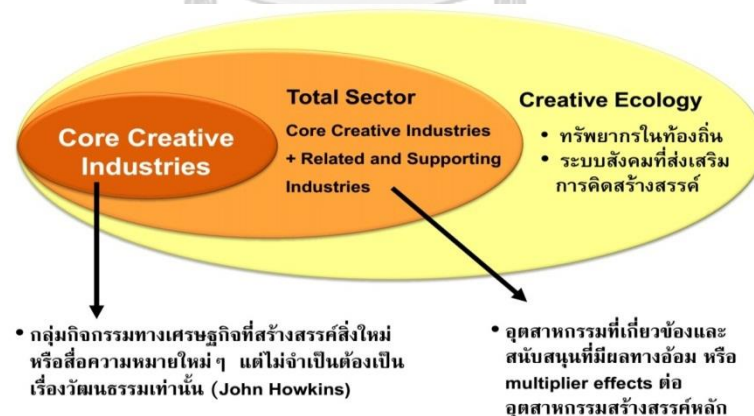 Core Creative
Industries
Total Sector
Core Creative Industries
+ Related and Supporting
Industries
Creative Ecology
• ทรัพยากรในท้องถิ่น
• ระบบสังคมที่ส่งเสริม
การคิดสร้างสรรค์
• กลุ่มกิจกรรมทางเศรษฐกิจที่สร้างสรรค์สิ่งใหม่
หรือสื่อความหมายใหม่ ๆ แต่ไม่จำเป็นต้องเป็น
เรื่องวัฒนธรรมเท่านั้น (John Howkins)
• อุตสาหกรรมที่เกี่ยวข้องและ
สนับสนุนที่มีผลทางอ้อม หรือ
multiplier effects ต่อ
อุตสาหกรรมสร้างสรรค์หลัก